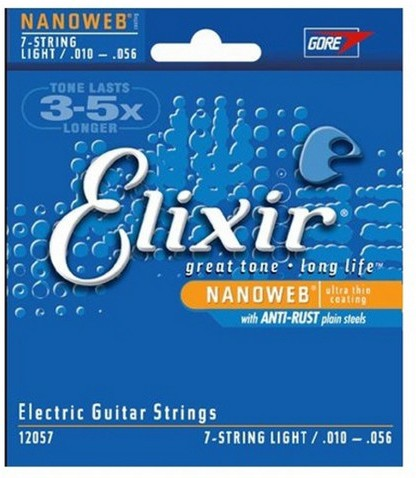 NANOWEB®
7-STRING
LIGHT / .010 — .056
GORE
TONE LASTS
3-5x
LONGER
Elixir®
great tone • long life™
NANOWEB® ultra thin coating
with ANTI-RUST plain steels
Electric Guitar Strings
12057 7-STRING LIGHT / .010 — .056